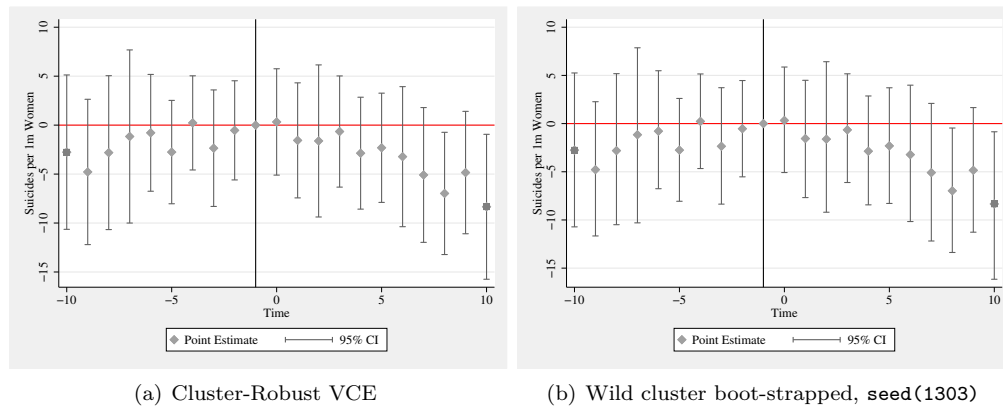 10
5
0
−5
−10
−15
Suicides per 1m Women
−10
−5
0
5
10
Time
Point Estimate
95% CI
10
5
0
−5
−10
−15
Suicides per 1m Women
−10
−5
0
5
10
Time
Point Estimate
95% CI
(a) Cluster-Robust VCE
(b) Wild cluster boot-strapped, seed(1303)